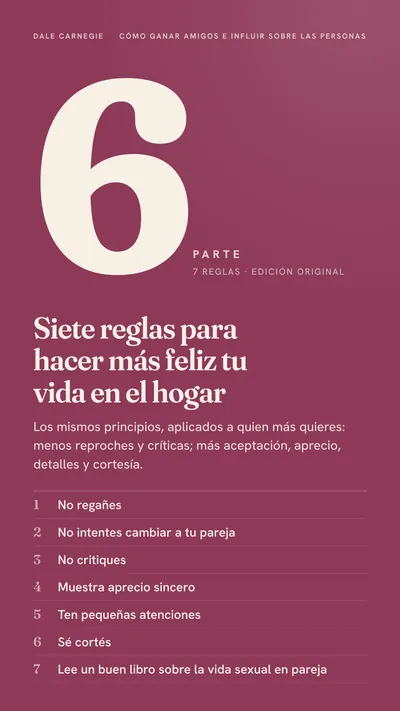 DALE CARNEGIE CÓMO GANAR AMIGOS E INFLUIR SOBRE LAS PERSONAS
6
PARTE
7 REGLAS · EDICIÓN ORIGINAL
Siete reglas para
hacer más feliz tu
vida en el hogar
Los mismos principios, aplicados a quien más quieres:
menos reproches y críticas; más aceptación, aprecio,
detalles y cortesía.
1 No regañes
2 No intentes cambiar a tu pareja
3 No critiques
4 Muestra aprecio sincero
5 Ten pequeñas atenciones
6 Sé cortés
7 Lee un buen libro sobre la vida sexual en pareja